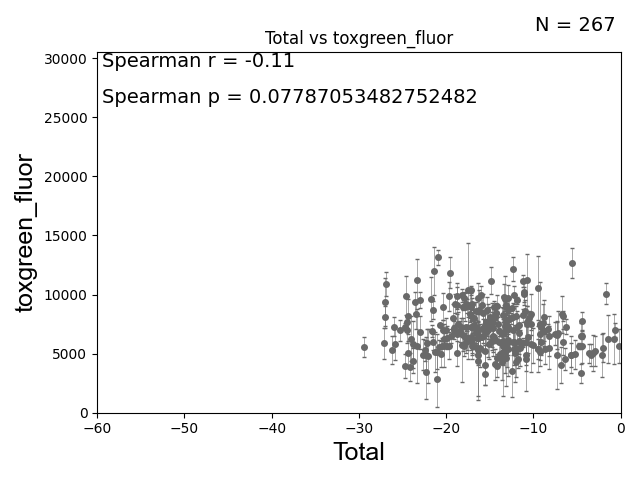 N = 267
Total vs toxgreen_fluor
Spearman r = -0.11
Spearman p = 0.07787053482752482
30000
25000
20000
15000
10000
5000
0
toxgreen_fluor
−60 −50 −40 −30 −20 −10 0
Total